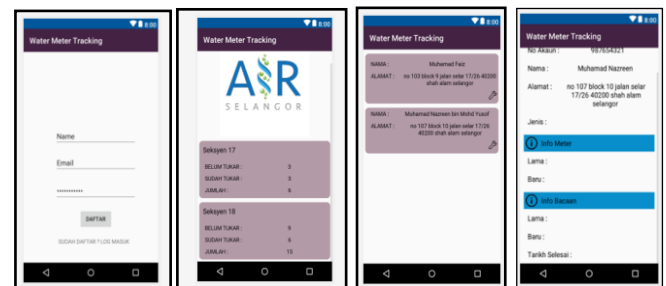 8:00
Water Meter Tracking
Name
Email
DAFTAR
SUDAH DAFTAR ? LOG MASUK
8:00
Water Meter Tracking
AIR
SELANGOR
Seksyen 17
BELUM TUKAR : 3
SUDAH TUKAR : 3
JUMLAH : 6
Seksyen 18
BELUM TUKAR : 9
SUDAH TUKAR : 6
JUMLAH : 15
8:00
Water Meter Tracking
NAMA : Muhamad Faiz
ALAMAT : no 103 block 9 jalan selar 17/26 40200
shah alam selangor
NAMA : Muhamad Nazreen bin Mohd Yusof
ALAMAT : no 107 block 10 jalan selar 17/26
40200 shah alam selangor
8:00
Water Meter Tracking
No Akaun : 987654321
Nama : Muhamad Nazreen
Alamat : no 107 block 10 jalan selar
17/26 40200 shah alam
selangor
Jenis :
Info Meter
Lama :
Baru :
Info Bacaan
Lama :
Baru :
Tarikh Selesai :